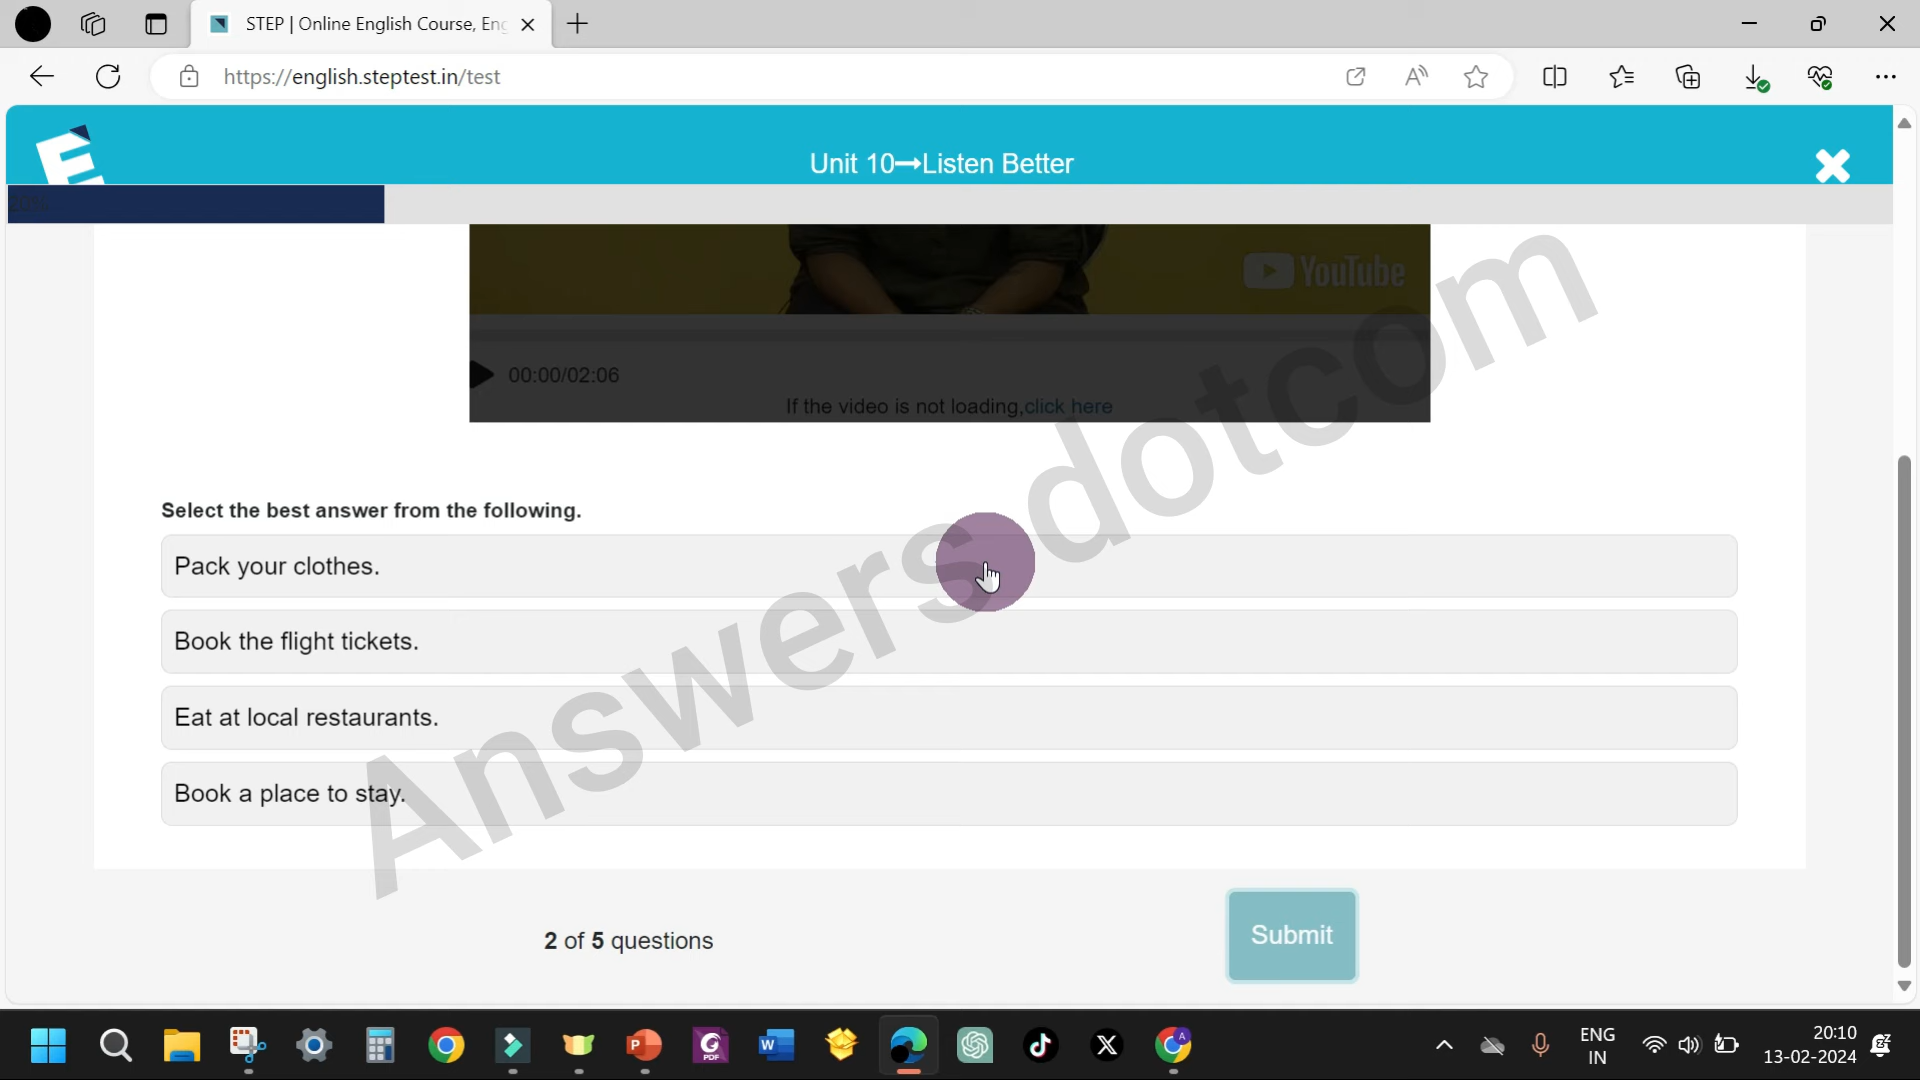 STEP | Online English Course, Eng
https://english.steptest.in/test
E
Unit 10→Listen Better
YouTube
00:00/02:06
If the video is not loading,click here
Select the best answer from the following.
Pack your clothes.
Book the flight tickets.
Eat at local restaurants.
Book a place to stay.
Answers dotcom
2 of 5 questions
Submit
ENG
IN
20:10
13-02-2024